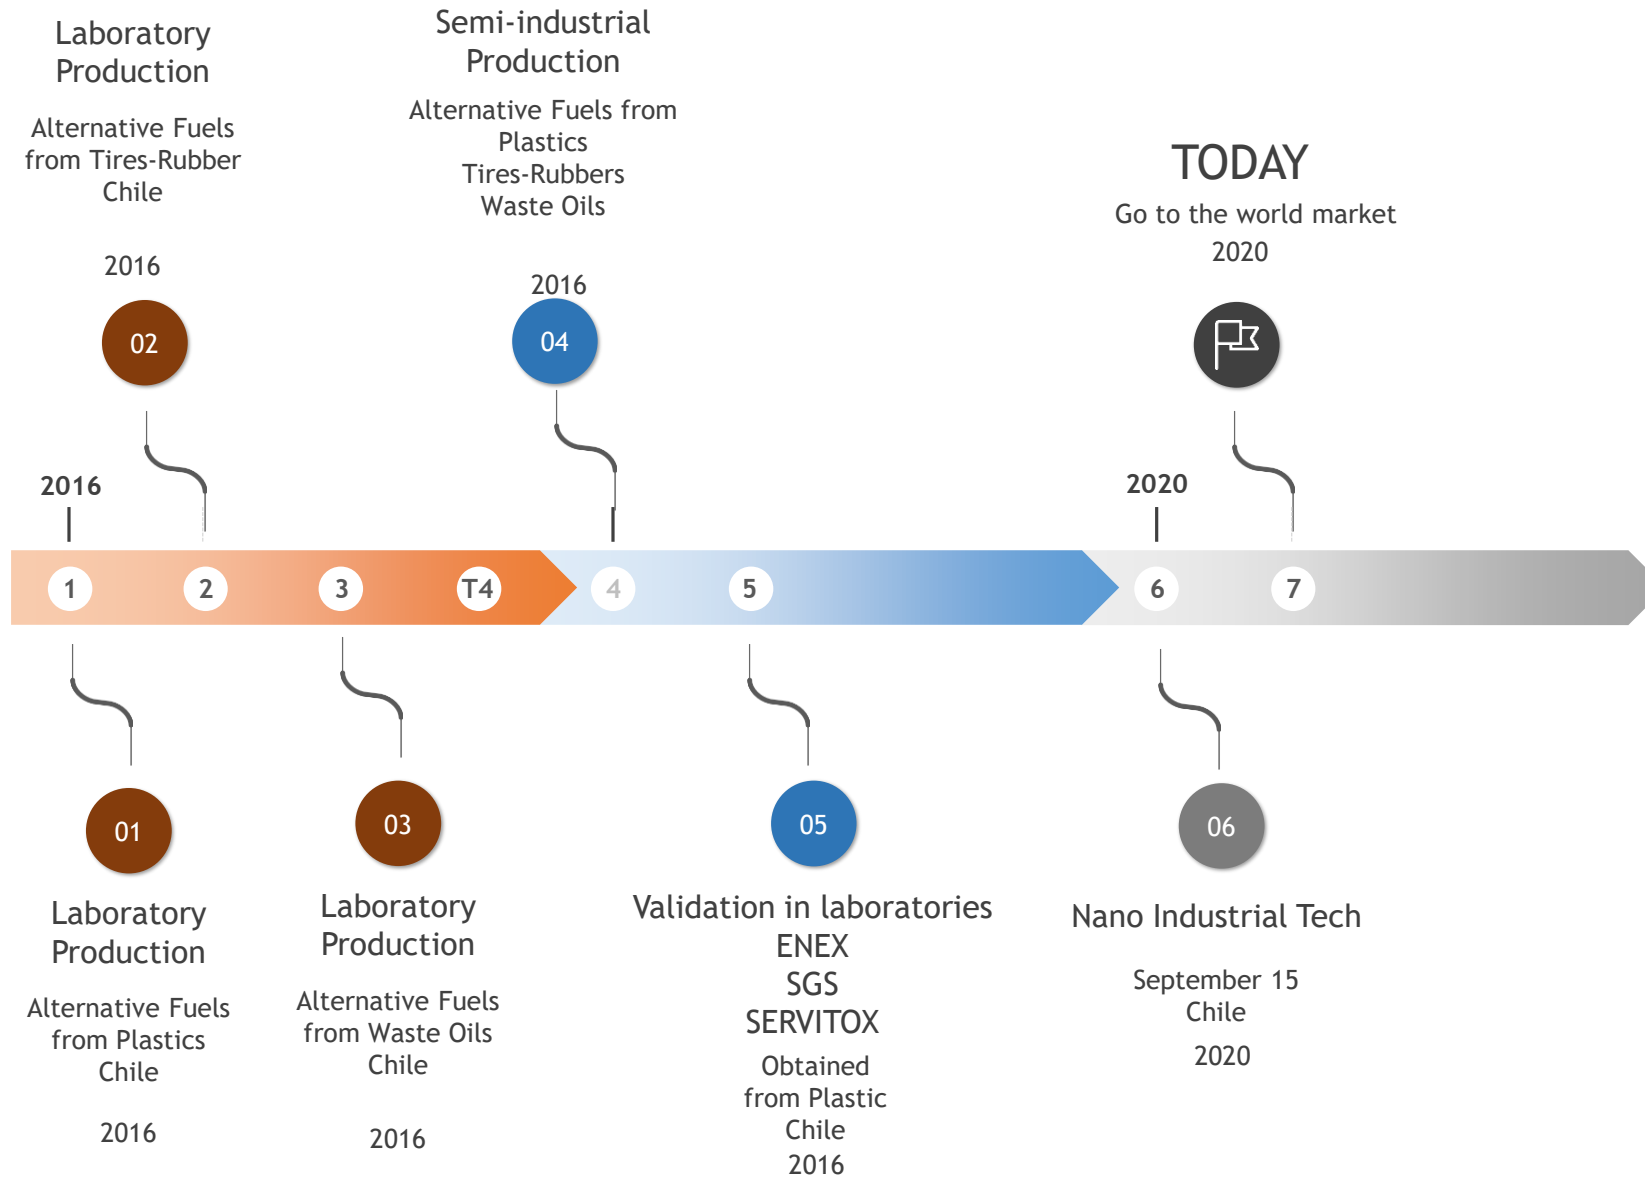 Laboratory
Production
Alternative Fuels
from Tires-Rubber
Chile
2016
02
Semi-industrial
Production
Alternative Fuels from
Plastics
Tires-Rubbers
Waste Oils
2016
04
TODAY
Go to the world market
2020
2016
2020
1
2
3
T4
4
5
6
7
01
Laboratory
Production
Alternative Fuels
from Plastics
Chile
2016
03
Laboratory
Production
Alternative Fuels
from Waste Oils
Chile
2016
05
Validation in laboratories
ENEX
SGS
SERVITOX
Obtained
from Plastic
Chile
2016
06
Nano Industrial Tech
September 15
Chile
2020